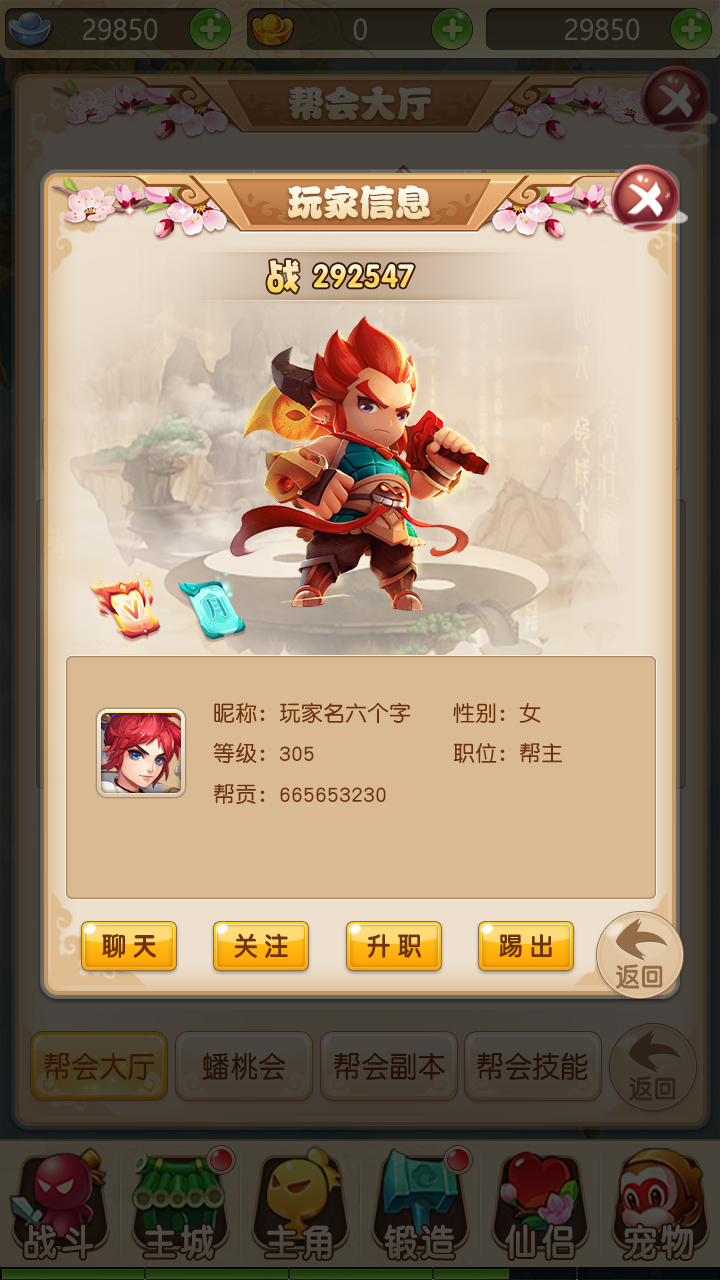 29850 0 29850
帮会大厅
玩家信息
战 292547
V 月
昵称：玩家名六个字 性别：女
等级：305 职位：帮主
帮贡：665653230
聊天 关注 升职 踢出 返回
帮会大厅 蟠桃会 帮会副本 帮会技能 返回
战斗 主城 主角 锻造 仙侣 宠物